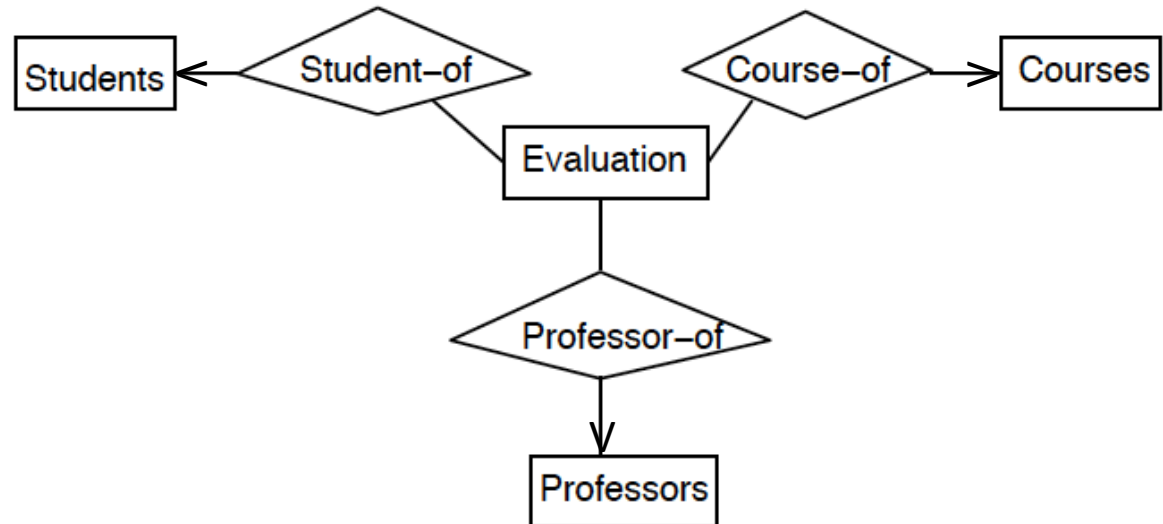 Students
Student-of
Course-of
Courses
Evaluation
Professor-of
Professors